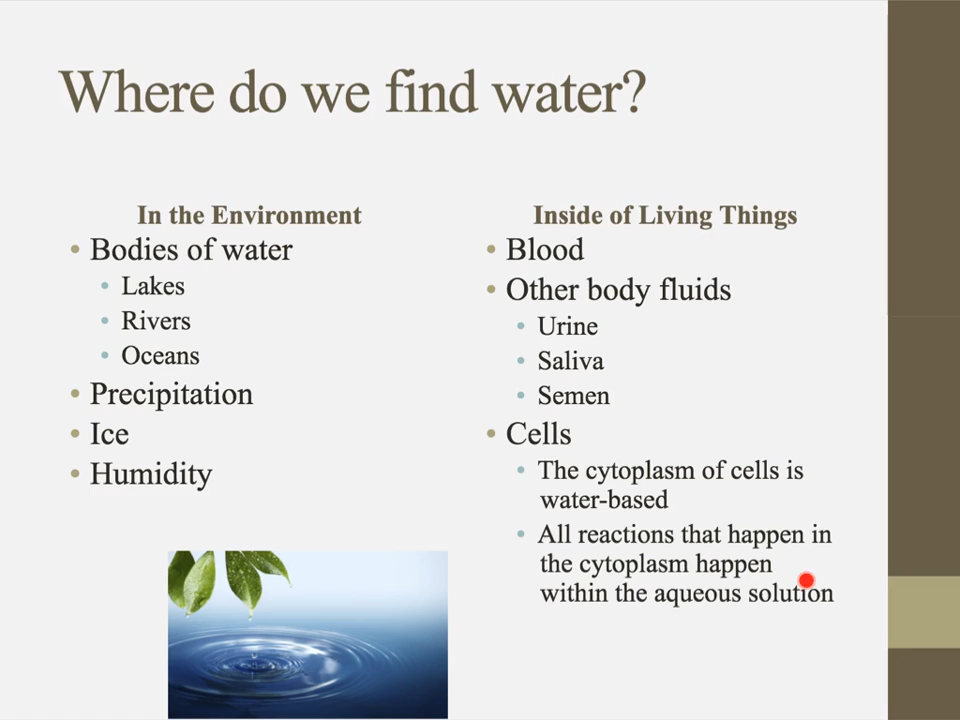 Where do we find water?
In the Environment
• Bodies of water
• Lakes
• Rivers
• Oceans
• Precipitation
• Ice
• Humidity
Inside of Living Things
• Blood
• Other body fluids
• Urine
• Saliva
• Semen
• Cells
• The cytoplasm of cells is
water-based
• All reactions that happen in
the cytoplasm happen
within the aqueous solution